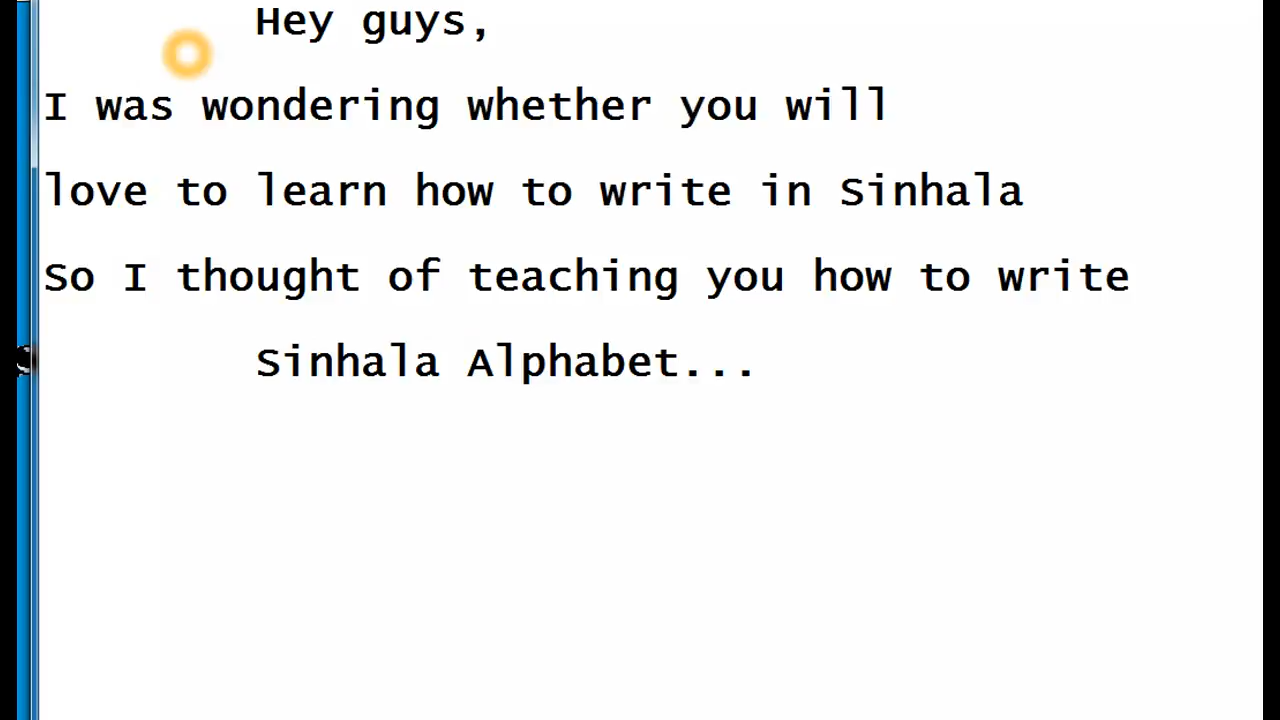 Hey guys,
I was wondering whether you will
love to learn how to write in Sinhala
So I thought of teaching you how to write
Sinhala Alphabet...